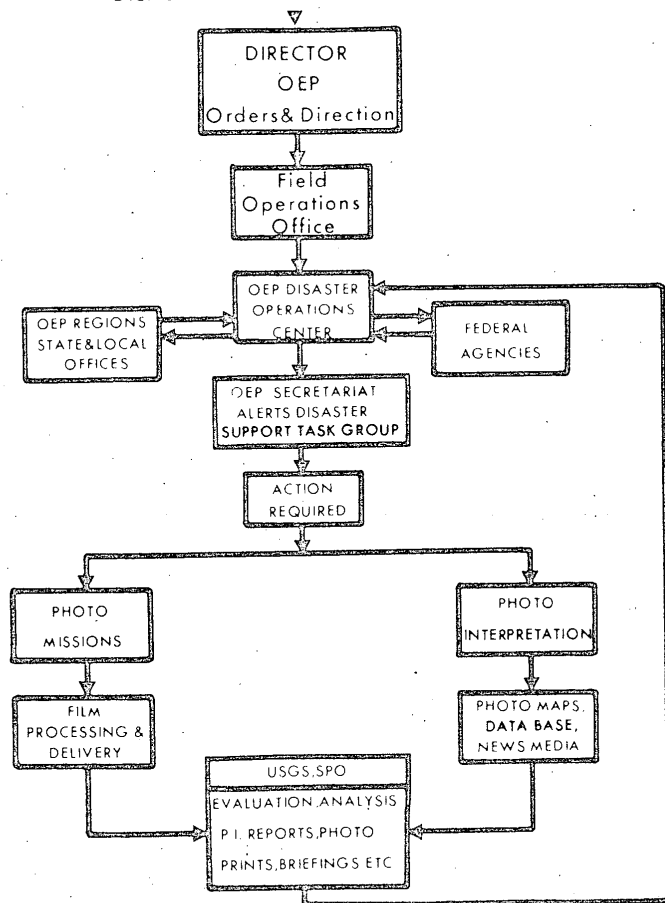 DIRECTOR
OEP
Orders& Direction
Field
Operations
Office
OEP DISASTER
OPERATIONS
CENTER
OEP REGIONS
STATE&LOCAL
OFFICES
FEDERAL
AGENCIES
OEP SECRETARIAT
ALERTS DISASTER
SUPPORT TASK GROUP
ACTION
REQUIRED
PHOTO
MISSIONS
PHOTO
INTERPRETATION
FILM
PROCESSING &
DELIVERY
PHOTO MAPS,
DATA BASE,
NEWS MEDIA
USGS,SPO
EVALUATION,ANALYSIS
P.I. REPORTS,PHOTO
PRINTS,BRIEFINGS ETC